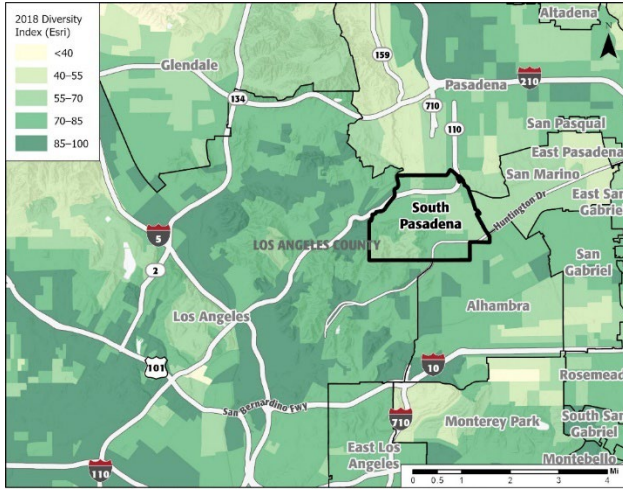 2018 Diversity
Index (Esri)
<40
40–55
55–70
70–85
85–100
Altadena
N
Glendale
159
134
710
Pasadena
210
110
San Pasqual
East Pasadena
San Marino
Huntington Dr
East San
Gabriel
South
Pasadena
5
LOS ANGELES COUNTY
2
San
Gabriel
Los Angeles
Alhambra
101
10
Rosemead
San Bernardino Fwy
710
Monterey Park
South San
Gabriel
East Los
Angeles
Montebello
110
0 0.5 1 2 3 4 Mi